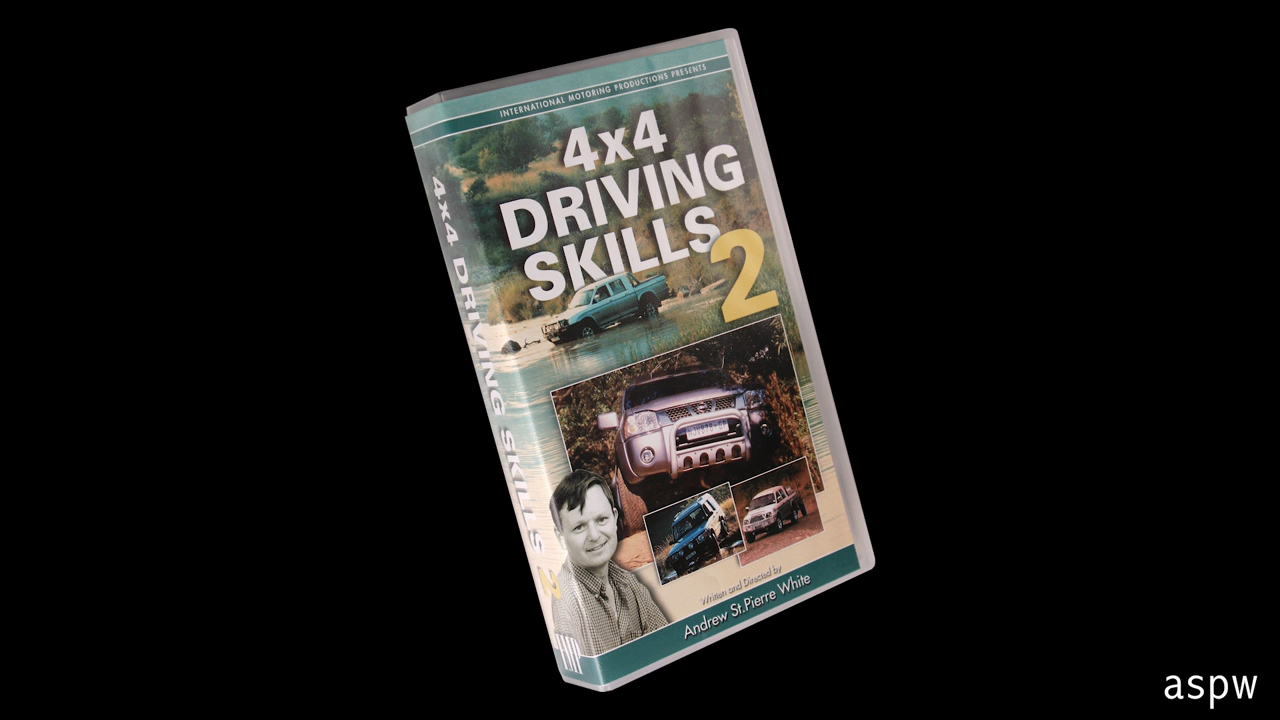 INTERNATIONAL MOTORING PRODUCTIONS PRESENTS
4x4
DRIVING
SKILLS
2
4x4 DRIVING SKILLS 2
Written and Directed by
Andrew St.Pierre White
aspw